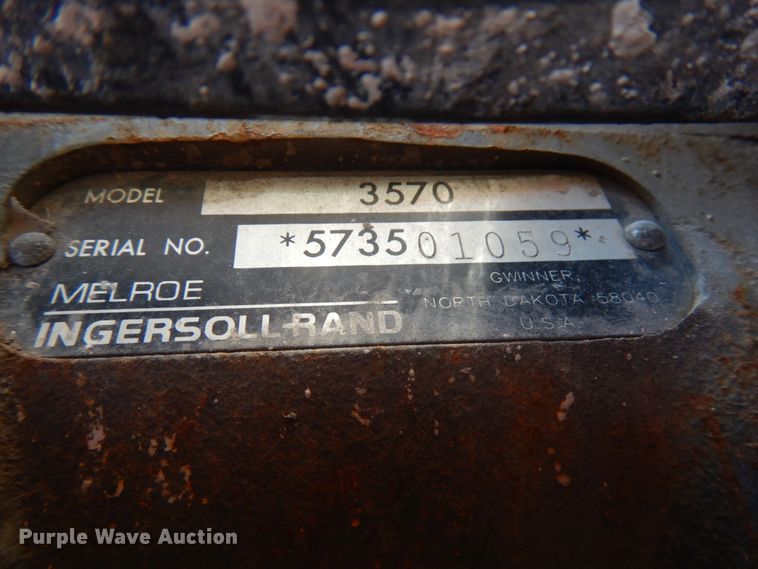 MODEL 3570
SERIAL NO. *573501059*
MELROE
INGERSOLL-RAND
GWINNER,
NORTH DAKOTA 58040
U.S.A.
Purple Wave Auction